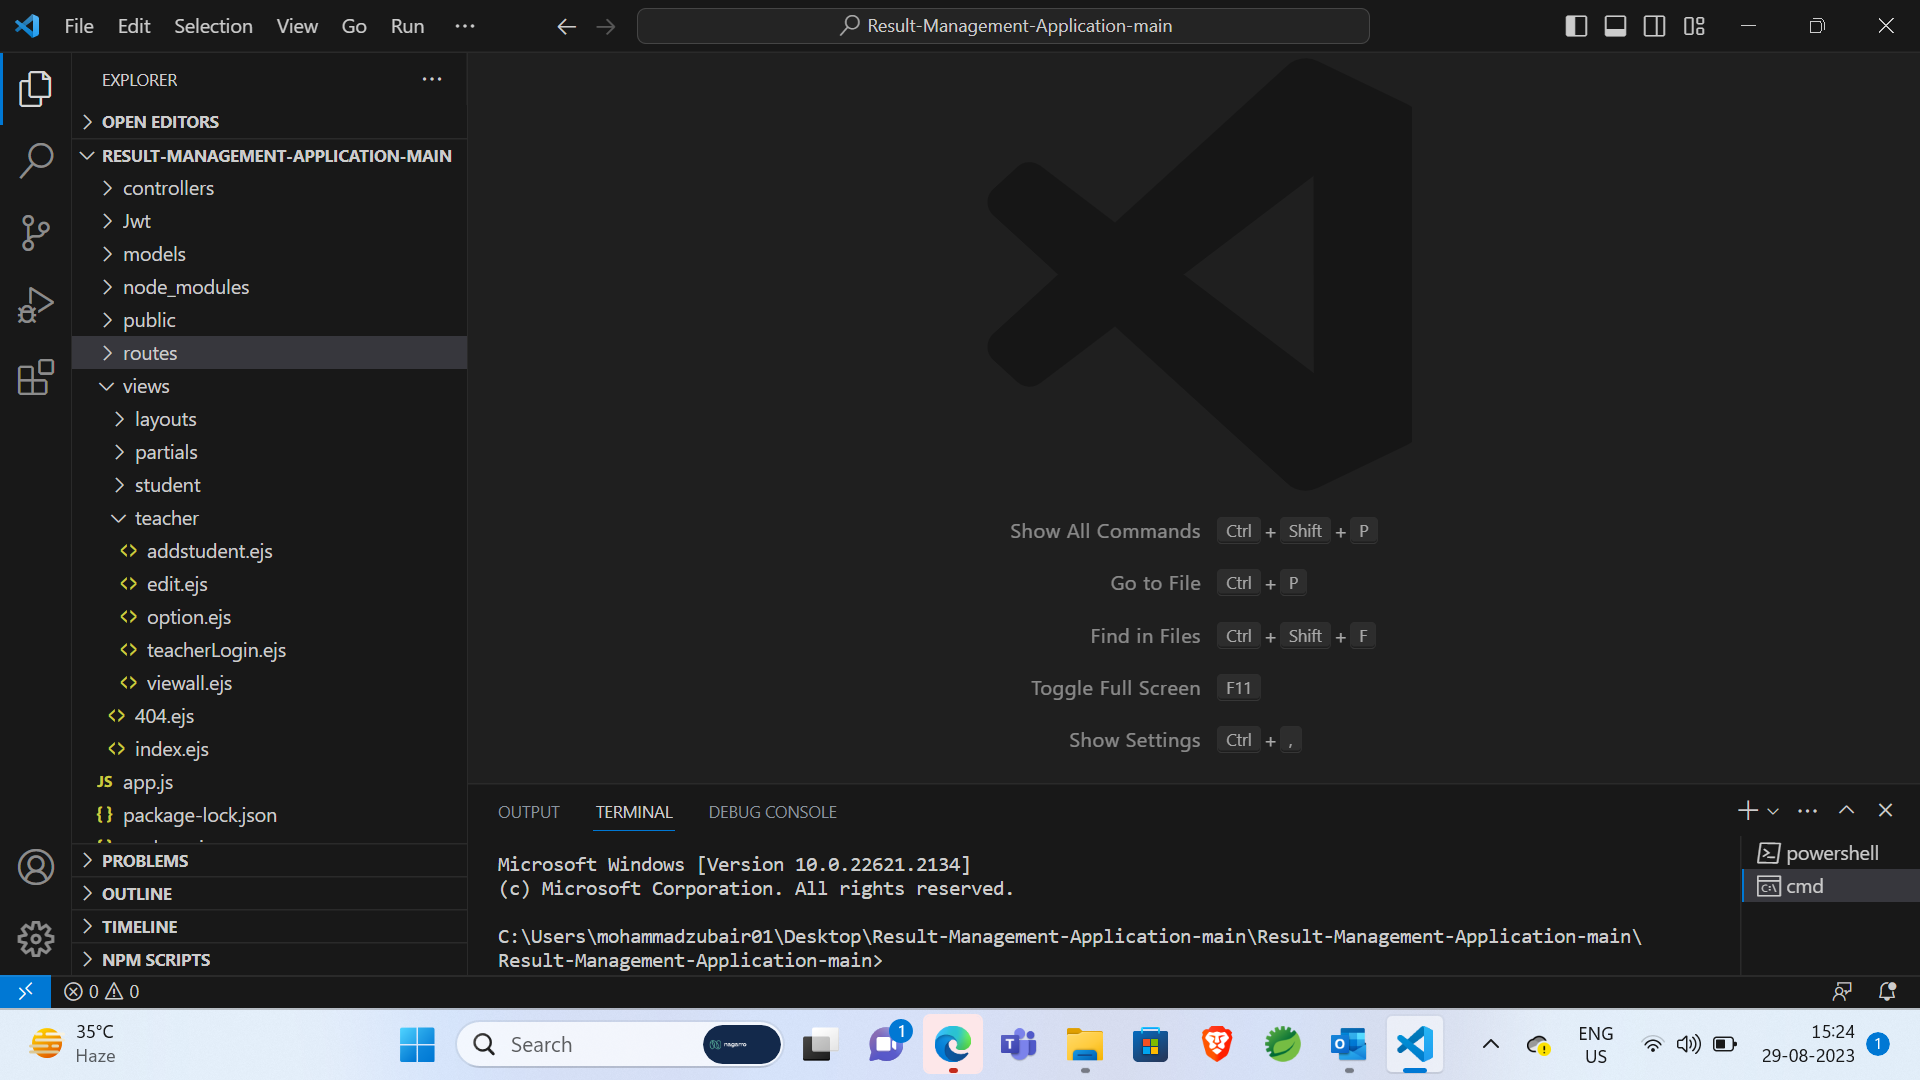 File Edit Selection View Go Run ···
Result-Management-Application-main
EXPLORER
OPEN EDITORS
RESULT-MANAGEMENT-APPLICATION-MAIN
controllers
Jwt
models
node_modules
public
routes
views
layouts
partials
student
teacher
addstudent.ejs
edit.ejs
option.ejs
teacherLogin.ejs
viewall.ejs
404.ejs
index.ejs
JS app.js
{} package-lock.json
PROBLEMS
OUTLINE
TIMELINE
NPM SCRIPTS
Show All Commands Ctrl + Shift + P
Go to File Ctrl + P
Find in Files Ctrl + Shift + F
Toggle Full Screen F11
Show Settings Ctrl + ,
OUTPUT TERMINAL DEBUG CONSOLE
Microsoft Windows [Version 10.0.22621.2134]
(c) Microsoft Corporation. All rights reserved.
C:\Users\mohammadzubair01\Desktop\Result-Management-Application-main\Result-Management-Application-main\
Result-Management-Application-main>
powershell
cmd
0 0
35°C
Haze
Search
nagarro
1
ENG
US
15:24
29-08-2023
1